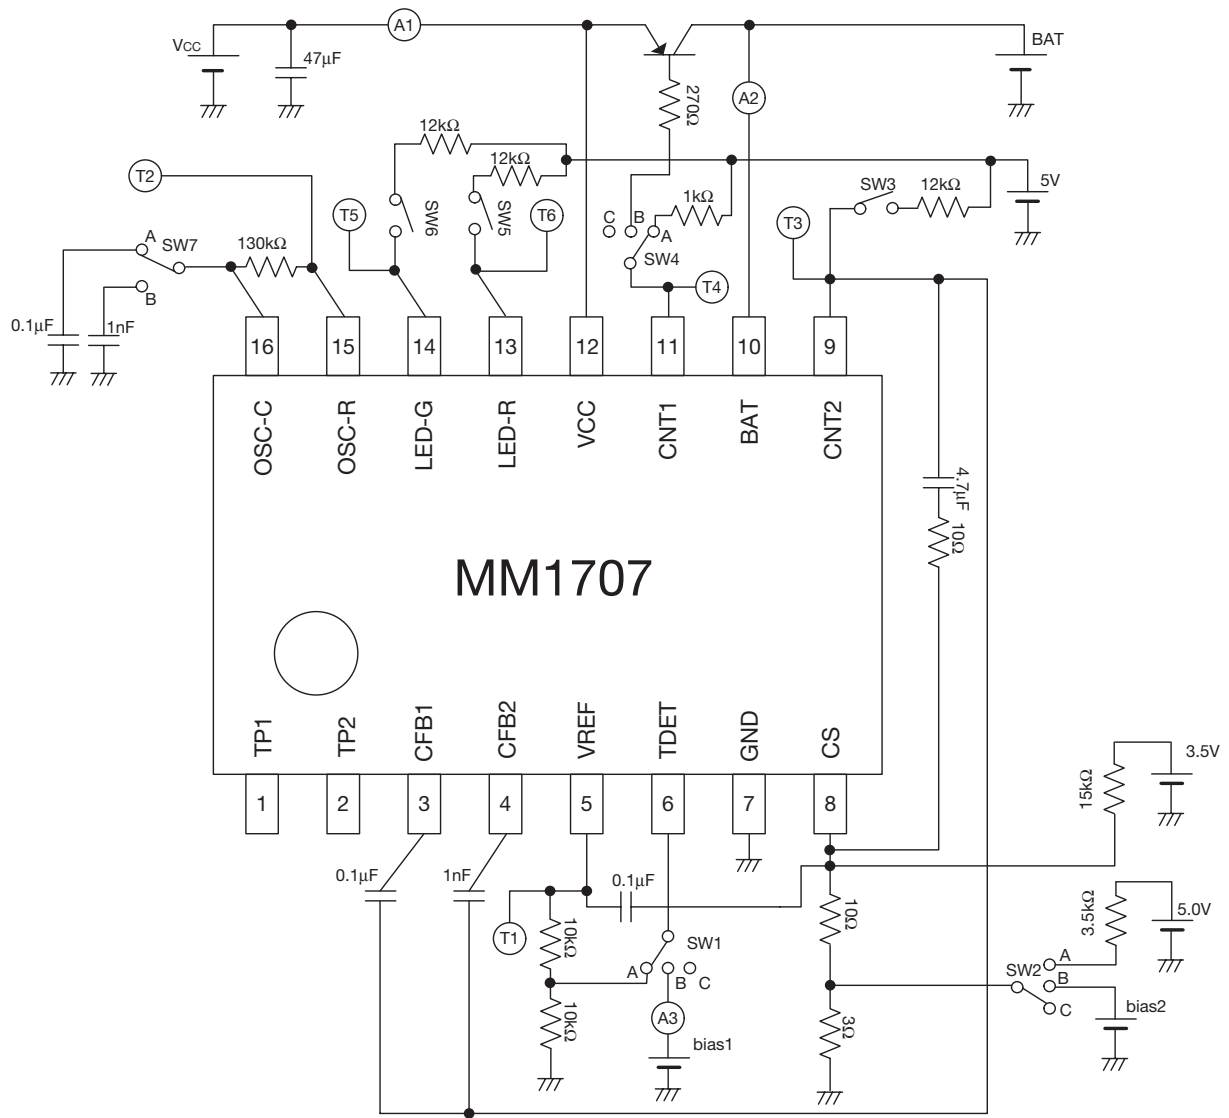 A1
VCC
47µF
BAT
A2
270Ω
12kΩ
12kΩ
T2
1kΩ
SW3
12kΩ
5V
T5
SW6
SW5
T6
C
B
A
SW4
T3
A
SW7
130kΩ
T4
B
0.1µF
1nF
16
15
14
13
12
11
10
9
OSC-C
OSC-R
LED-G
LED-R
VCC
CNT1
BAT
CNT2
4.7µF
10Ω
MM1707
TP1
TP2
CFB1
CFB2
VREF
TDET
GND
CS
1
2
3
4
5
6
7
8
15kΩ
3.5V
0.1µF
1nF
0.1µF
10Ω
3.5kΩ
5.0V
T1
10kΩ
SW1
A
B
C
SW2
A
B
C
10kΩ
A3
3Ω
bias2
bias1